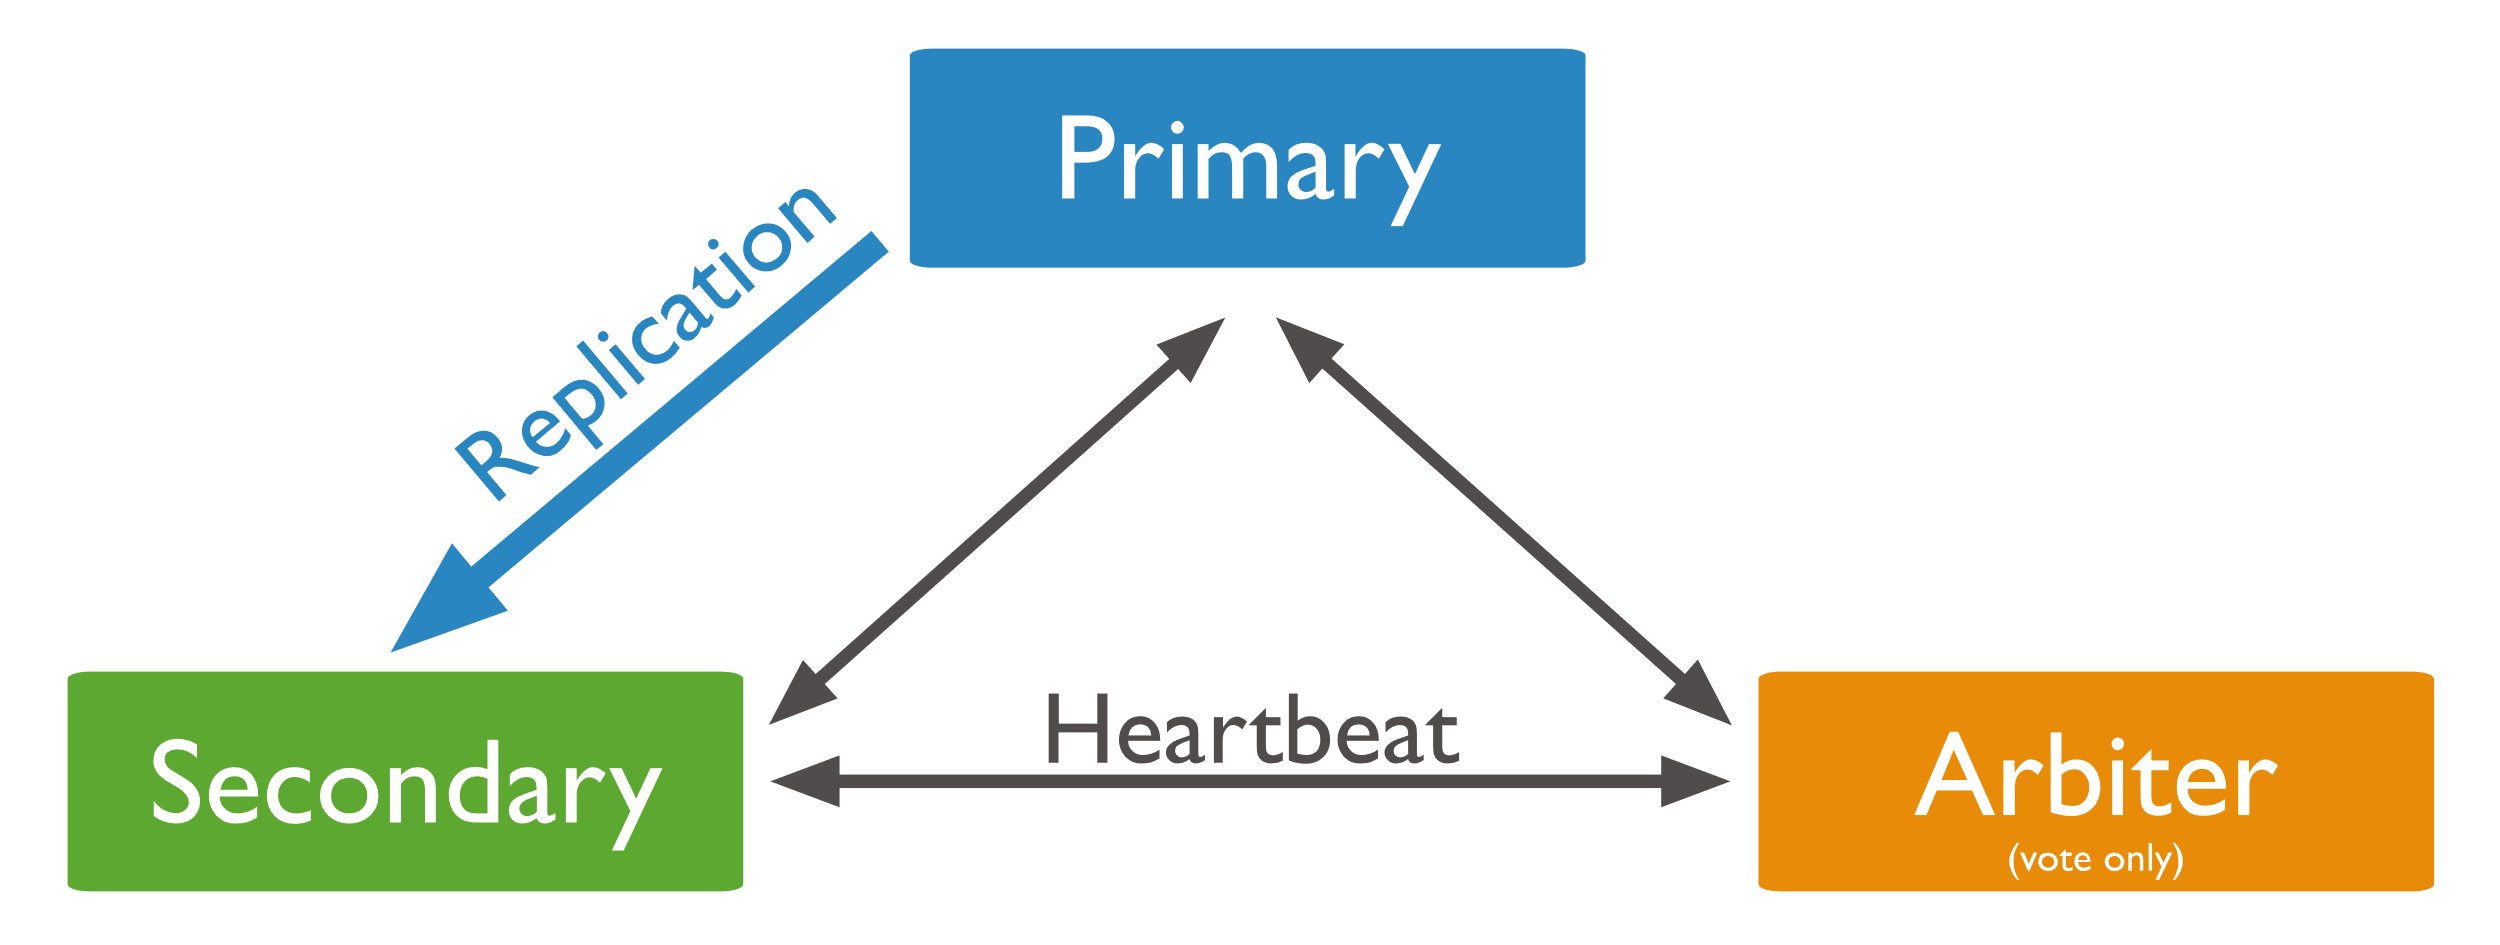 Primary
Replication
Heartbeat
Secondary
Arbiter
(vote only)